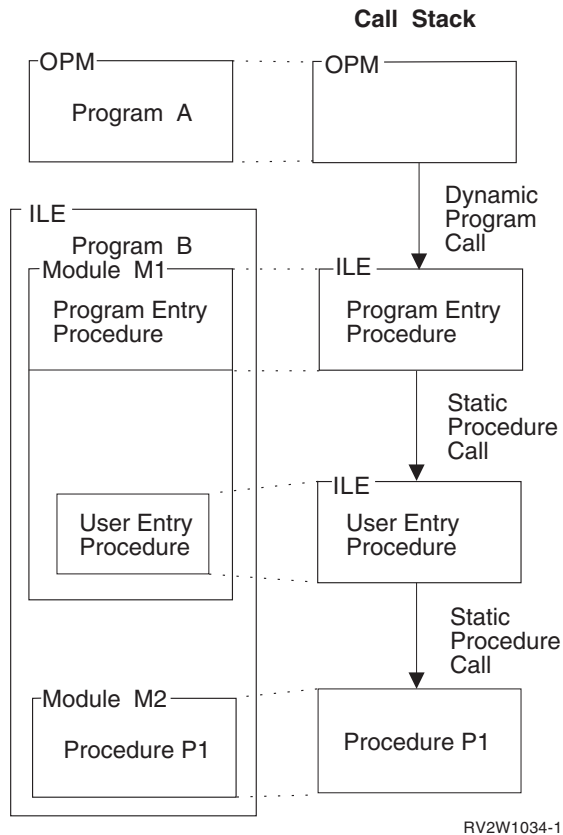 Call Stack
OPM
Program A
OPM
Dynamic
Program
Call
ILE
Program B
Module M1
Program Entry
Procedure
ILE
Program Entry
Procedure
Static
Procedure
Call
User Entry
Procedure
ILE
User Entry
Procedure
Static
Procedure
Call
Module M2
Procedure P1
Procedure P1
RV2W1034-1